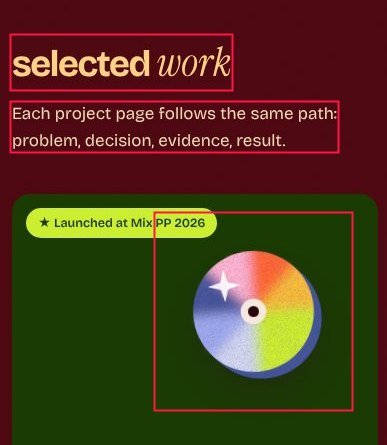 selected work
Each project page follows the same path:
problem, decision, evidence, result.
★ Launched at Mix PP 2026